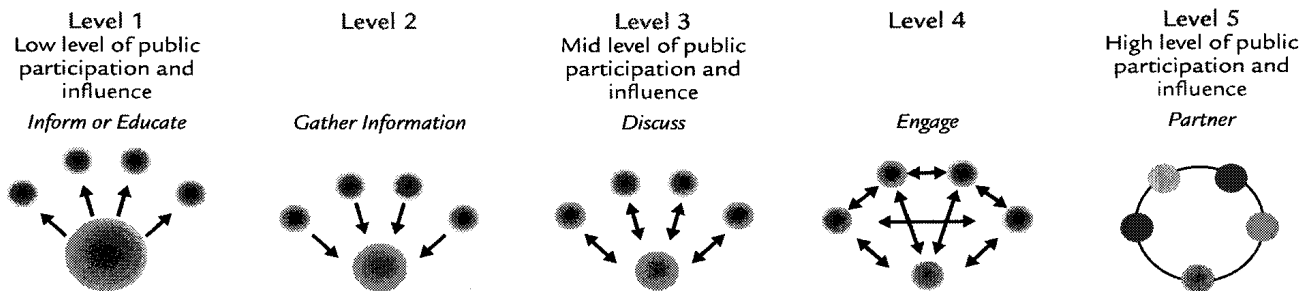 Level 1
Low level of public
participation and
influence
Inform or Educate
Level 2
Gather Information
Level 3
Mid level of public
participation and
influence
Discuss
Level 4
Engage
Level 5
High level of public
participation and
influence
Partner